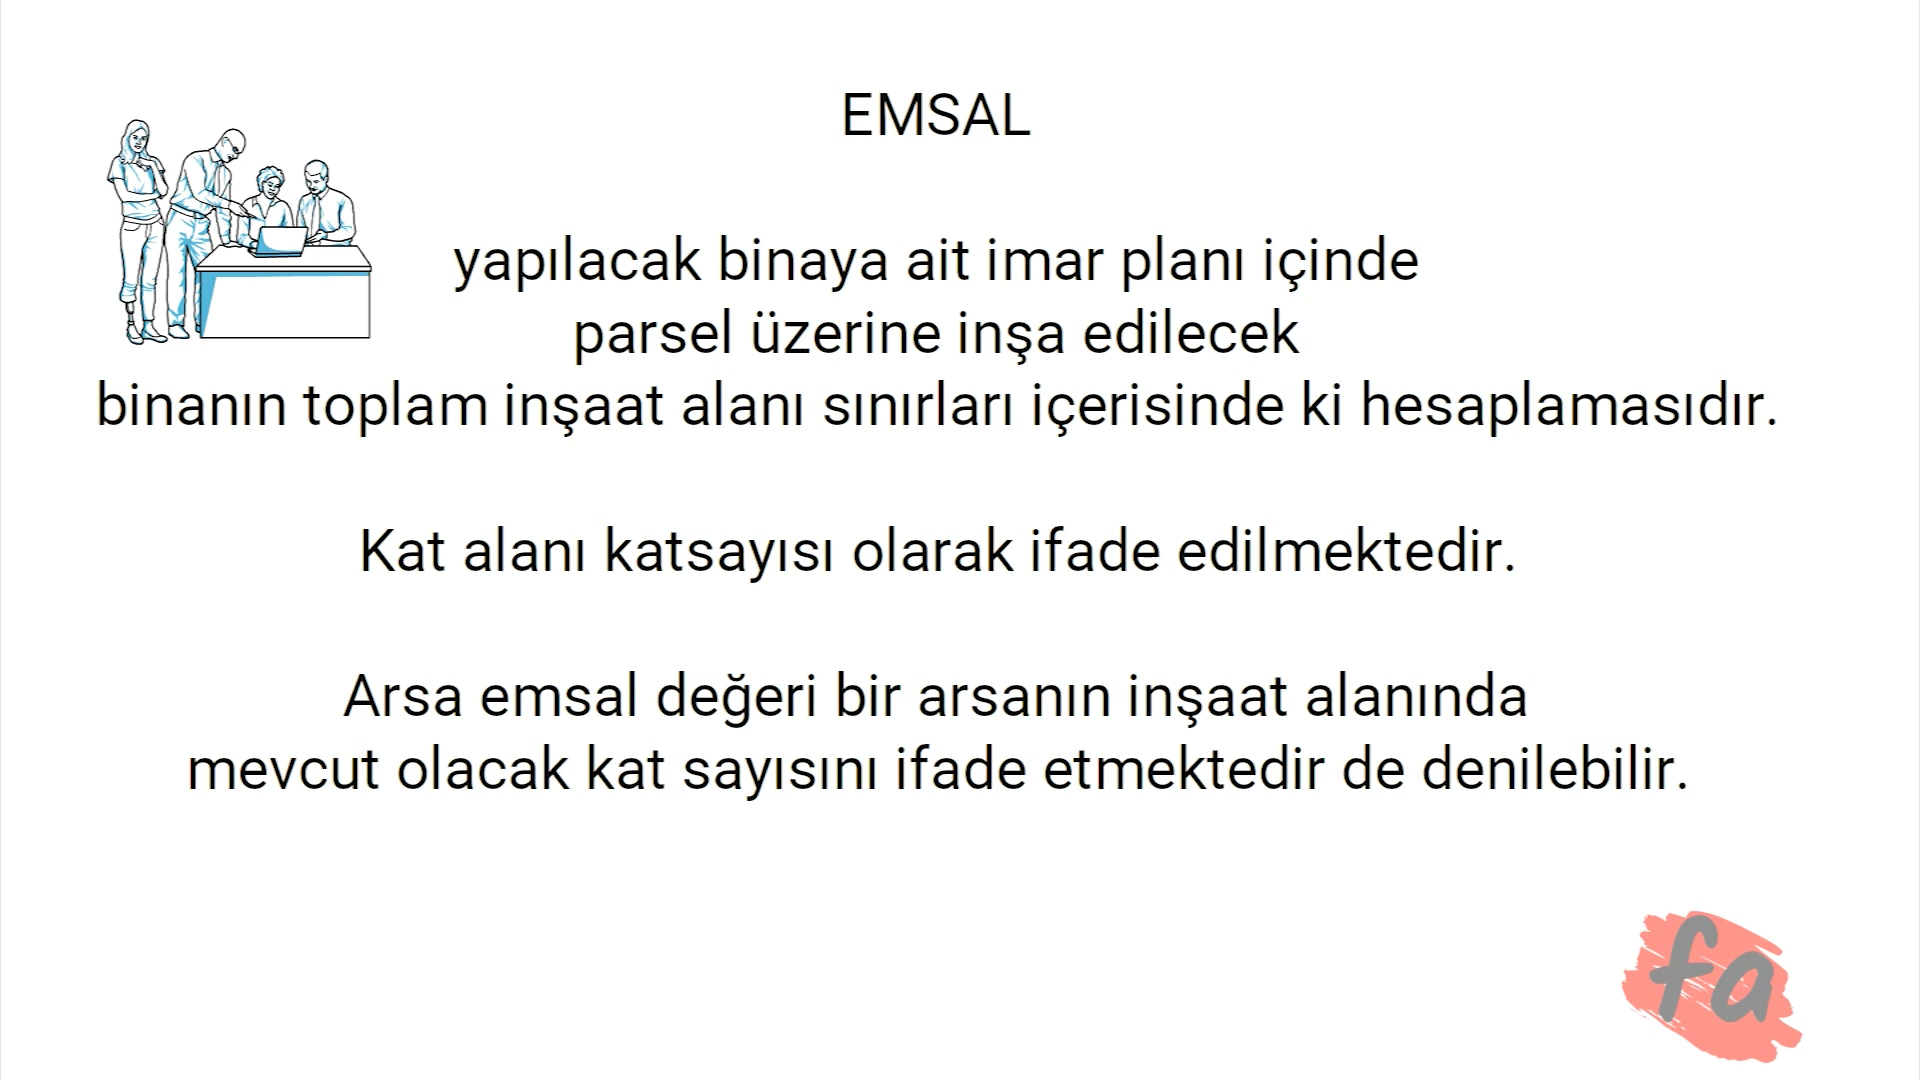 EMSAL
yapılacak binaya ait imar planı içinde
parsel üzerine inşa edilecek
binanın toplam inşaat alanı sınırları içerisinde ki hesaplamasıdır.
Kat alanı katsayısı olarak ifade edilmektedir.
Arsa emsal değeri bir arsanın inşaat alanında
mevcut olacak kat sayısını ifade etmektedir de denilebilir.
fa